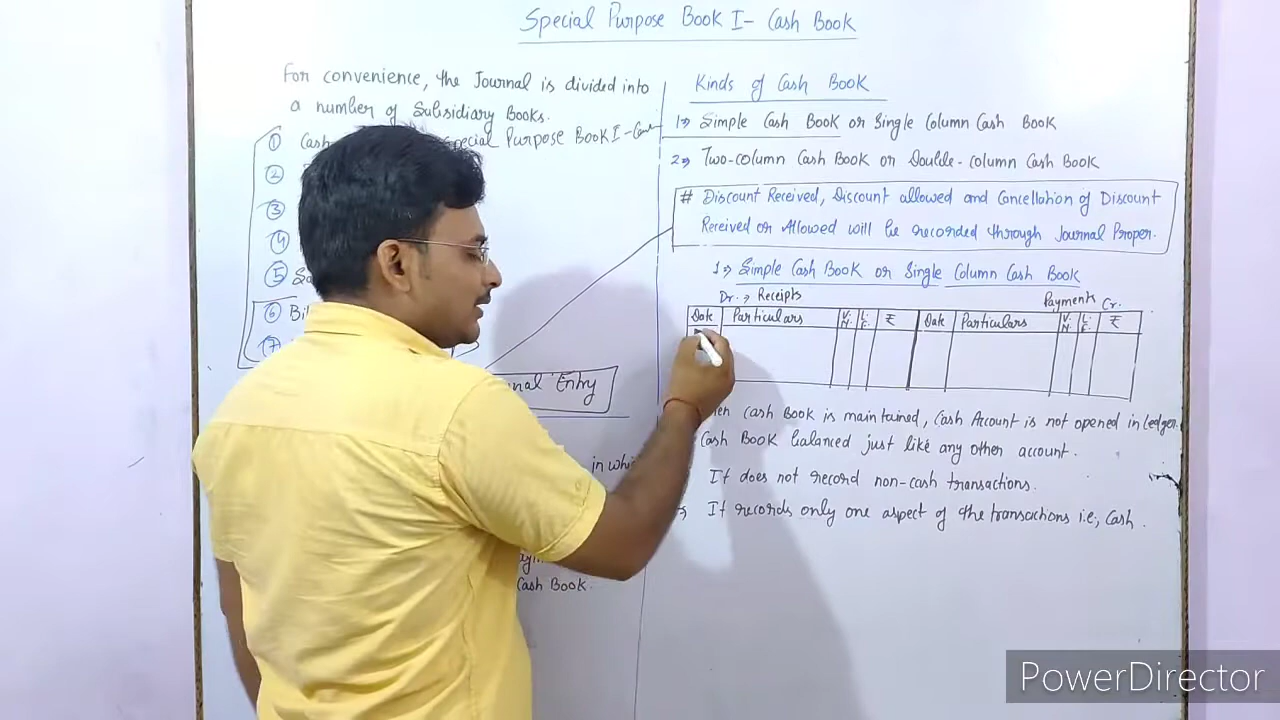 Special Purpose Book I - Cash Book
For convenience, the Journal is divided into
a number of Subsidiary Books.
① Cash Special Purpose Book I - Cash
②
③
④
⑤ Sa
⑥ Bil
⑦
nal Entry
in whi
Cash Book.
Kinds of Cash Book
1⇒ Simple Cash Book or Single Column Cash Book
2⇒ Two-column Cash Book or Double-column Cash Book
# Discount Received, Discount allowed and Cancellation of Discount
Received or Allowed will be recorded through Journal Proper.
1⇒ Simple Cash Book or Single Column Cash Book
Dr. → Receipts Payments Cr.
Date Particulars V.N. L.F. ₹ Date Particulars V.N. L.F. ₹
en Cash Book is maintained, Cash Account is not opened in Ledger.
Cash Book balanced just like any other account.
It does not record non-cash transactions.
It records only one aspect of the transactions i.e; Cash.
PowerDirector